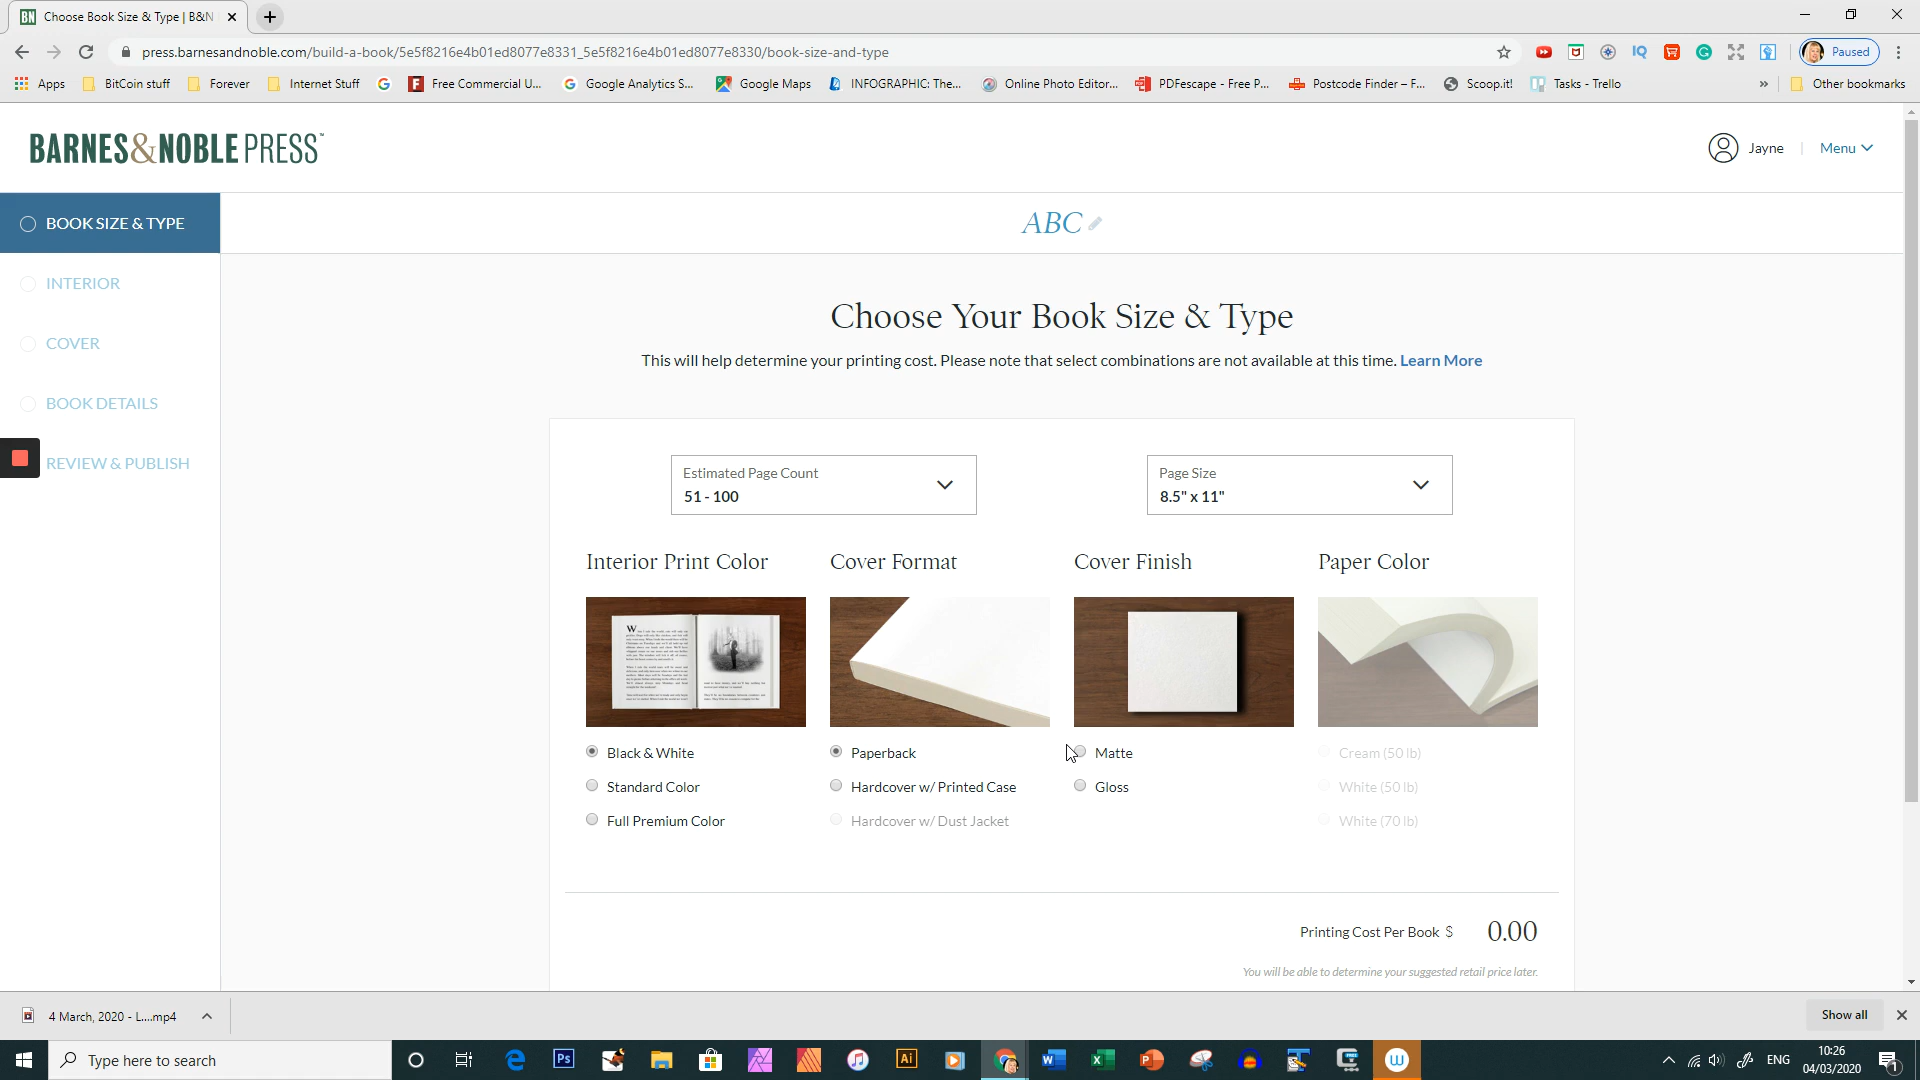 Choose Book Size & Type | B&N
press.barnesandnoble.com/build-a-book/5e5f8216e4b01ed8077e8331_5e5f8216e4b01ed8077e8330/book-size-and-type
Paused
Apps
BitCoin stuff
Forever
Internet Stuff
Free Commercial U...
Google Analytics S...
Google Maps
INFOGRAPHIC: The...
Online Photo Editor...
PDFescape - Free P...
Postcode Finder – F...
Scoop.it!
Tasks - Trello
»
Other bookmarks
BARNES&NOBLE PRESS™
Jayne
Menu
BOOK SIZE & TYPE
INTERIOR
COVER
BOOK DETAILS
REVIEW & PUBLISH
ABC
Choose Your Book Size & Type
This will help determine your printing cost. Please note that select combinations are not available at this time. Learn More
Estimated Page Count
51 - 100
Page Size
8.5" x 11"
Interior Print Color
Black & White
Standard Color
Full Premium Color
Cover Format
Paperback
Hardcover w/ Printed Case
Hardcover w/ Dust Jacket
Cover Finish
Matte
Gloss
Paper Color
Cream (50 lb)
White (50 lb)
White (70 lb)
Printing Cost Per Book $ 0.00
You will be able to determine your suggested retail price later.
4 March, 2020 - L....mp4
Show all
Type here to search
ENG
10:26
04/03/2020